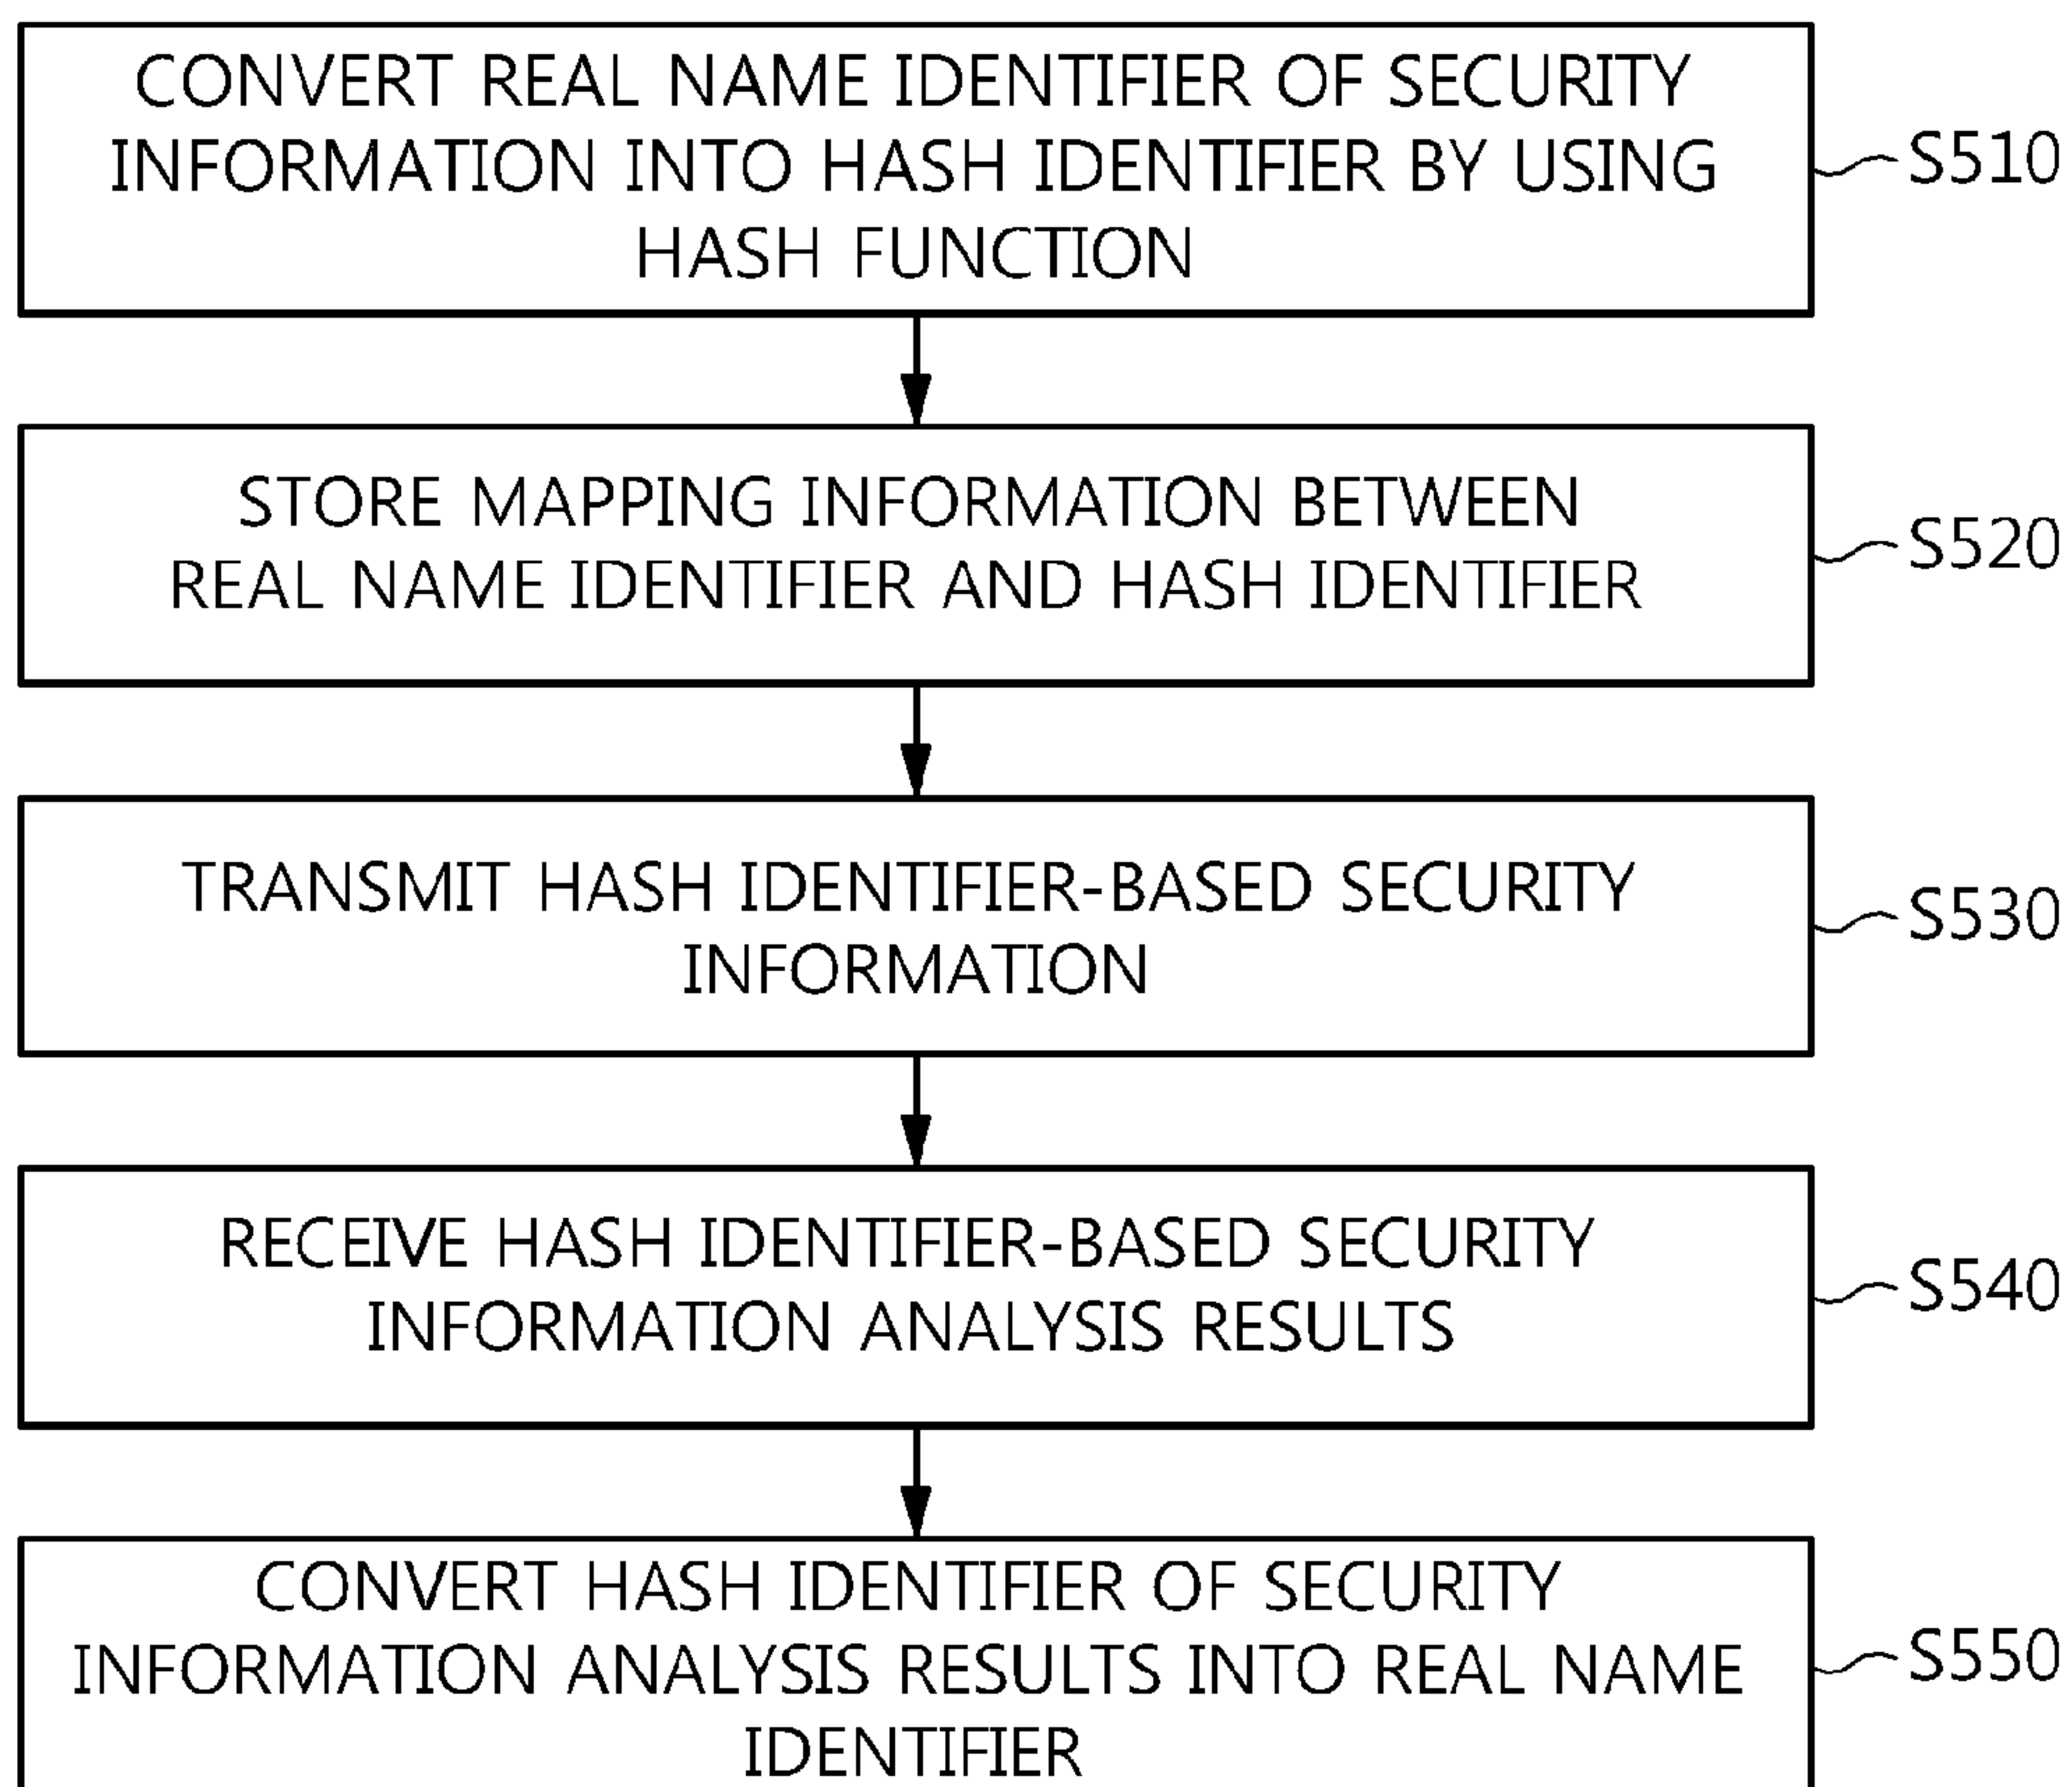 CONVERT REAL NAME IDENTIFIER OF SECURITY
INFORMATION INTO HASH IDENTIFIER BY USING
HASH FUNCTION
S510
STORE MAPPING INFORMATION BETWEEN
REAL NAME IDENTIFIER AND HASH IDENTIFIER
S520
TRANSMIT HASH IDENTIFIER-BASED SECURITY
INFORMATION
S530
RECEIVE HASH IDENTIFIER-BASED SECURITY
INFORMATION ANALYSIS RESULTS
S540
CONVERT HASH IDENTIFIER OF SECURITY
INFORMATION ANALYSIS RESULTS INTO REAL NAME
IDENTIFIER
S550